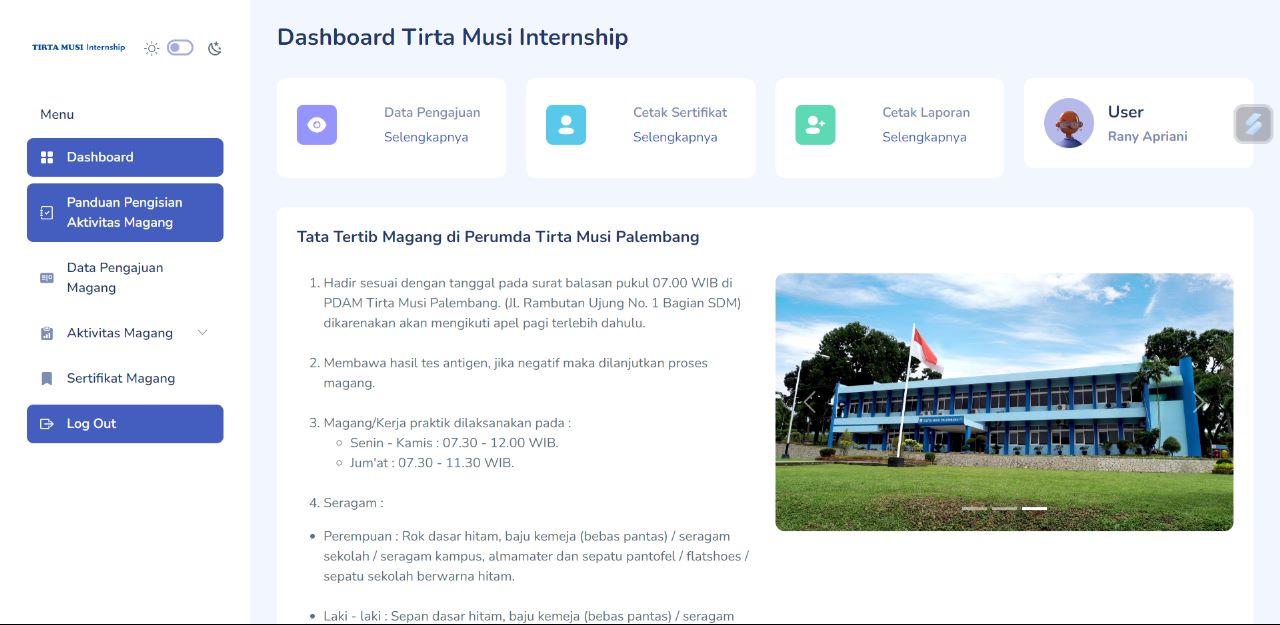 TIRTA MUSI Internship
Menu
Dashboard
Panduan Pengisian
Aktivitas Magang
Data Pengajuan
Magang
Aktivitas Magang
Sertifikat Magang
Log Out
Dashboard Tirta Musi Internship
Data Pengajuan
Selengkapnya
Cetak Sertifikat
Selengkapnya
Cetak Laporan
Selengkapnya
User
Rany Apriani
Tata Tertib Magang di Perumda Tirta Musi Palembang
1. Hadir sesuai dengan tanggal pada surat balasan pukul 07.00 WIB di
PDAM Tirta Musi Palembang. (Jl. Rambutan Ujung No. 1 Bagian SDM)
dikarenakan akan mengikuti apel pagi terlebih dahulu.
2. Membawa hasil tes antigen, jika negatif maka dilanjutkan proses
magang.
3. Magang/Kerja praktik dilaksanakan pada :
Senin - Kamis : 07.30 - 12.00 WIB.
Jum'at : 07.30 - 11.30 WIB.
4. Seragam :
Perempuan : Rok dasar hitam, baju kemeja (bebas pantas) / seragam
sekolah / seragam kampus, almamater dan sepatu pantofel / flatshoes /
sepatu sekolah berwarna hitam.
Laki - laki : Sepan dasar hitam, baju kemeja (bebas pantas) / seragam